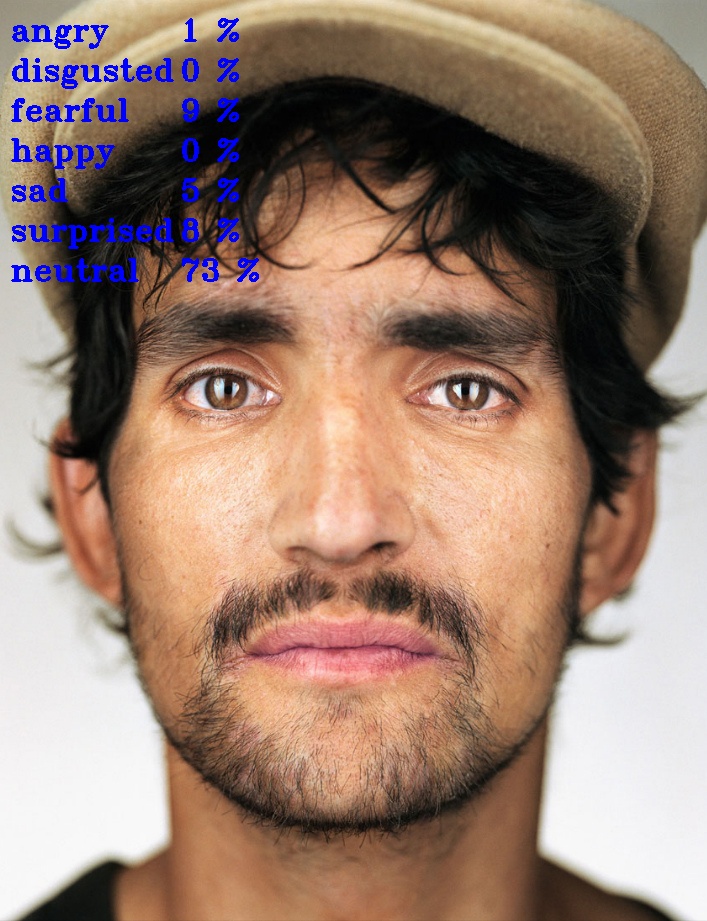 angry 1 %
disgusted 0 %
fearful 9 %
happy 0 %
sad 5 %
surprised 8 %
neutral 73 %